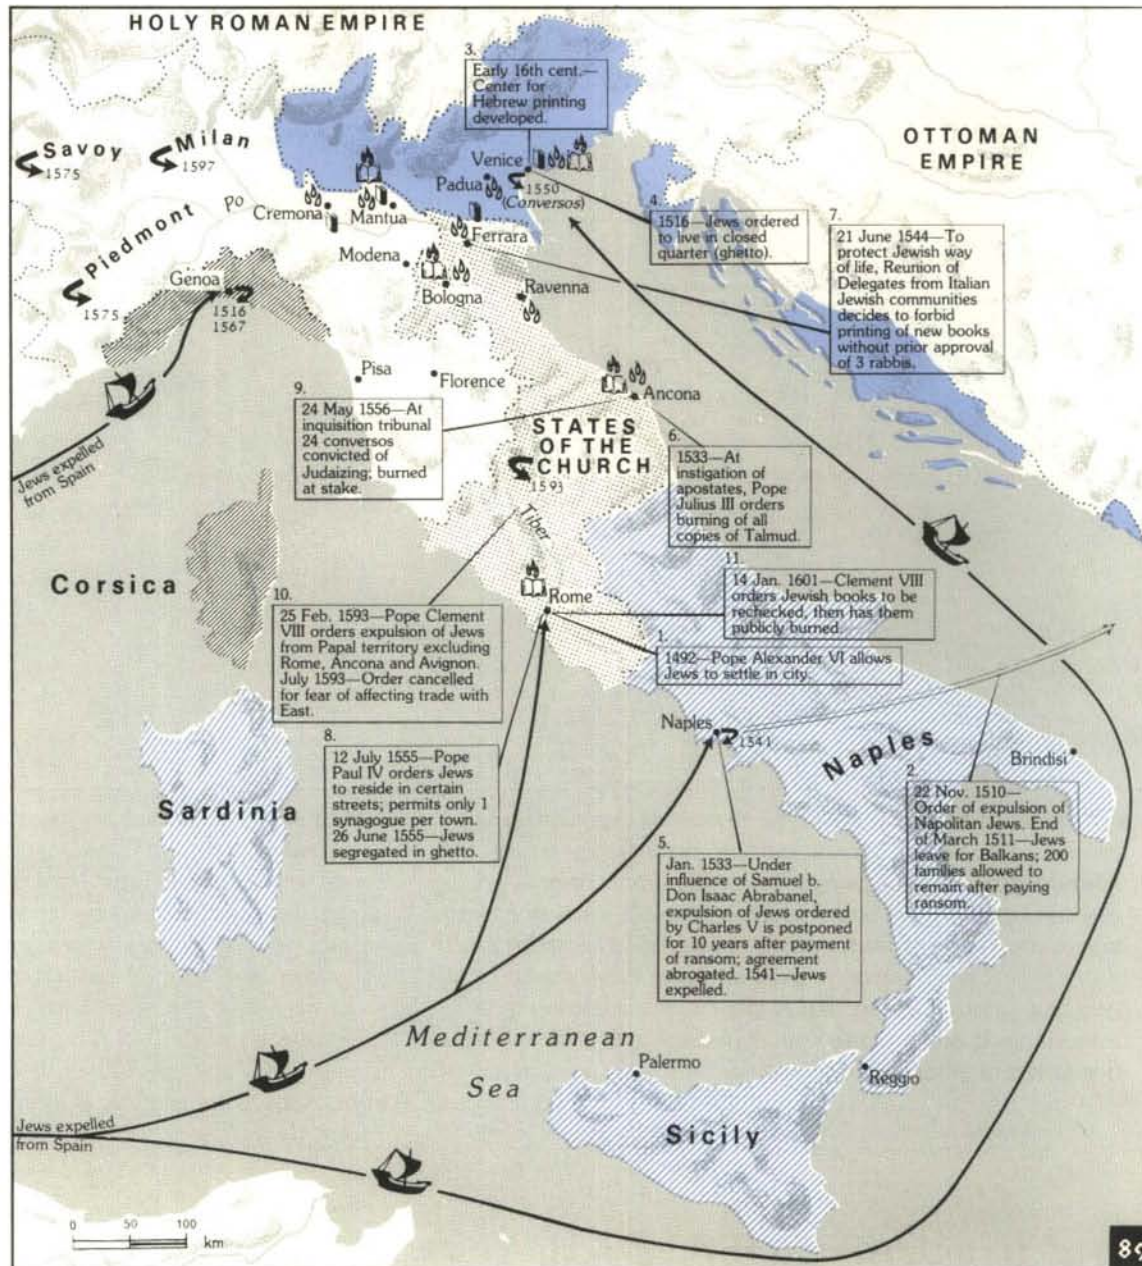 HOLY ROMAN EMPIRE
3.
Early 16th cent.—
Center for
Hebrew printing
developed.
OTTOMAN
EMPIRE
Savoy
1575
Milan
1597
Venice
Padua
1550
(Conversos)
Po
Cremona
Mantua
4.
1516—Jews ordered
to live in closed
quarter (ghetto).
7.
21 June 1544—To
protect Jewish way
of life, Reunion of
Delegates from Italian
Jewish communities
decides to forbid
printing of new books
without prior approval
of 3 rabbis.
Piedmont
1575
Ferrara
Modena
Genoa
1516
1567
Bologna
Ravenna
Pisa
Florence
Ancona
9.
24 May 1556—At
inquisition tribunal
24 conversos
convicted of
Judaizing; burned
at stake.
STATES
OF THE
CHURCH
1593
6.
1533—At
instigation of
apostates, Pope
Julius III orders
burning of all
copies of Talmud.
Jews expelled
from Spain
Tiber
Corsica
Rome
11.
14 Jan. 1601—Clement VIII
orders Jewish books to be
rechecked, then has them
publicly burned.
10.
25 Feb. 1593—Pope Clement
VIII orders expulsion of Jews
from Papal territory excluding
Rome, Ancona and Avignon.
July 1593—Order cancelled
for fear of affecting trade with
East.
1.
1492—Pope Alexander VI allows
Jews to settle in city.
Naples
1541
Naples
Brindisi
8.
12 July 1555—Pope
Paul IV orders Jews
to reside in certain
streets; permits only 1
synagogue per town.
26 June 1555—Jews
segregated in ghetto.
Sardinia
2.
22 Nov. 1510—
Order of expulsion of
Napolitan Jews. End
of March 1511—Jews
leave for Balkans; 200
families allowed to
remain after paying
ransom.
5.
Jan. 1533—Under
influence of Samuel b.
Don Isaac Abrabanel,
expulsion of Jews ordered
by Charles V is postponed
for 10 years after payment
of ransom; agreement
abrogated. 1541—Jews
expelled.
Mediterranean
Sea
Palermo
Reggio
Sicily
Jews expelled
from Spain
0 50 100
km
89